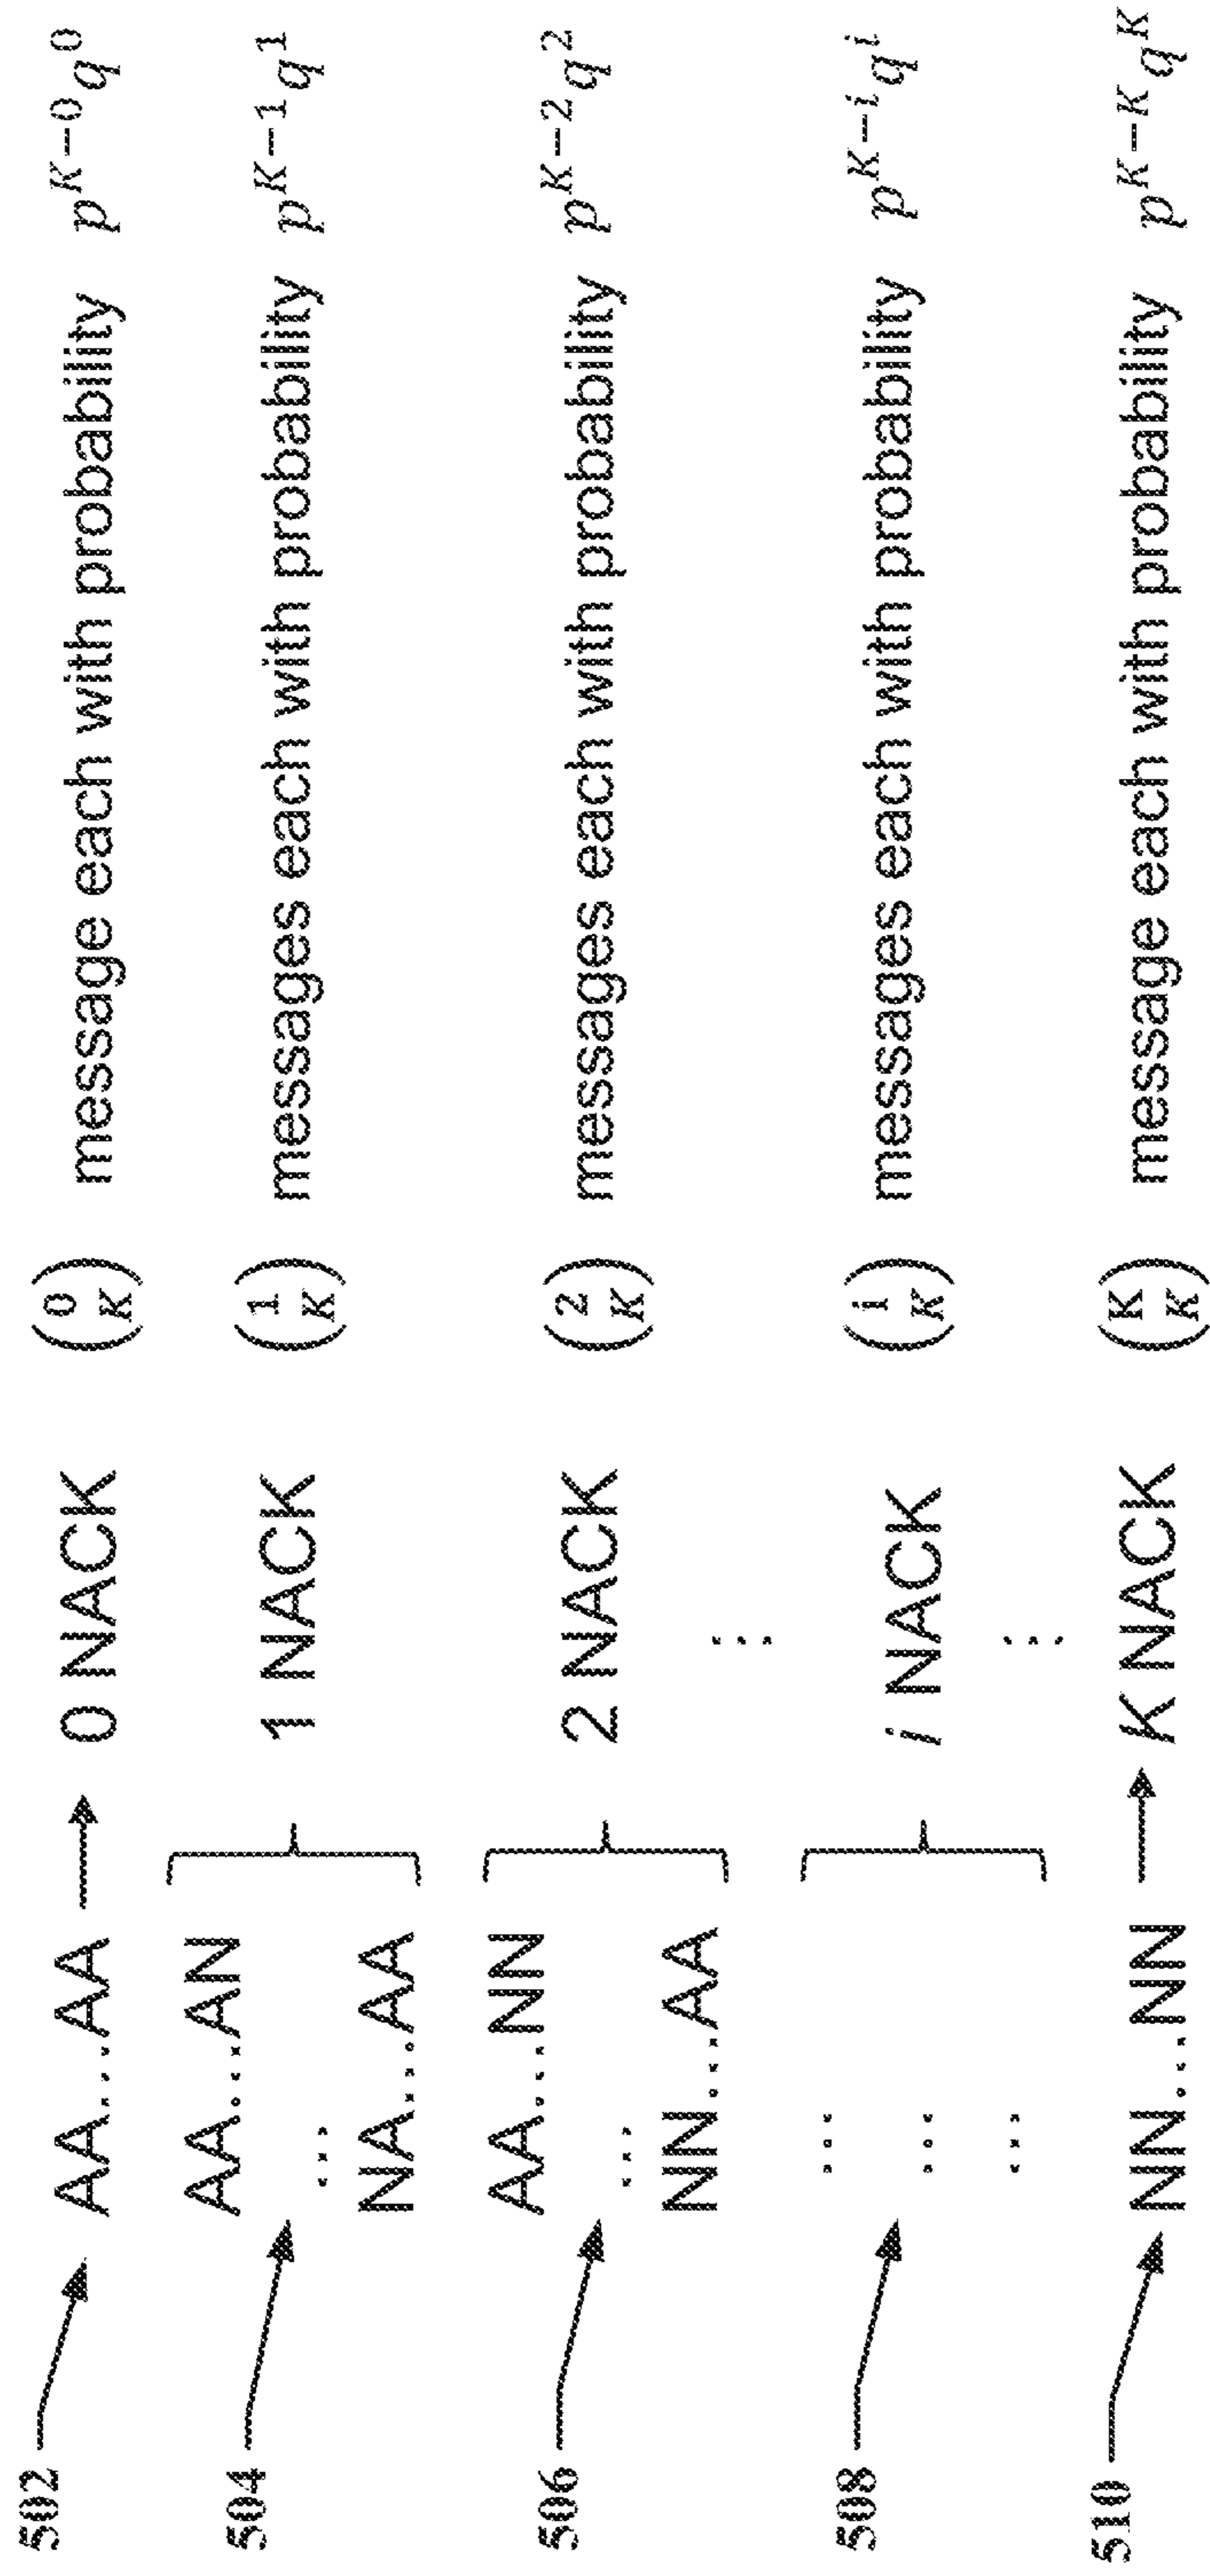 502 AA...AA → 0 NACK (0 K) message each with probability p^{K-0}q^0
504 AA...AN
... 1 NACK (1 K) messages each with probability p^{K-1}q^1
NA...AA
506 AA...NN
... 2 NACK (2 K) messages each with probability p^{K-2}q^2
NN...AA
⋮
...
508 ... i NACK (i K) messages each with probability p^{K-i}q^i
...
⋮
510 NN...NN → K NACK (K K) message each with probability p^{K-K}q^K